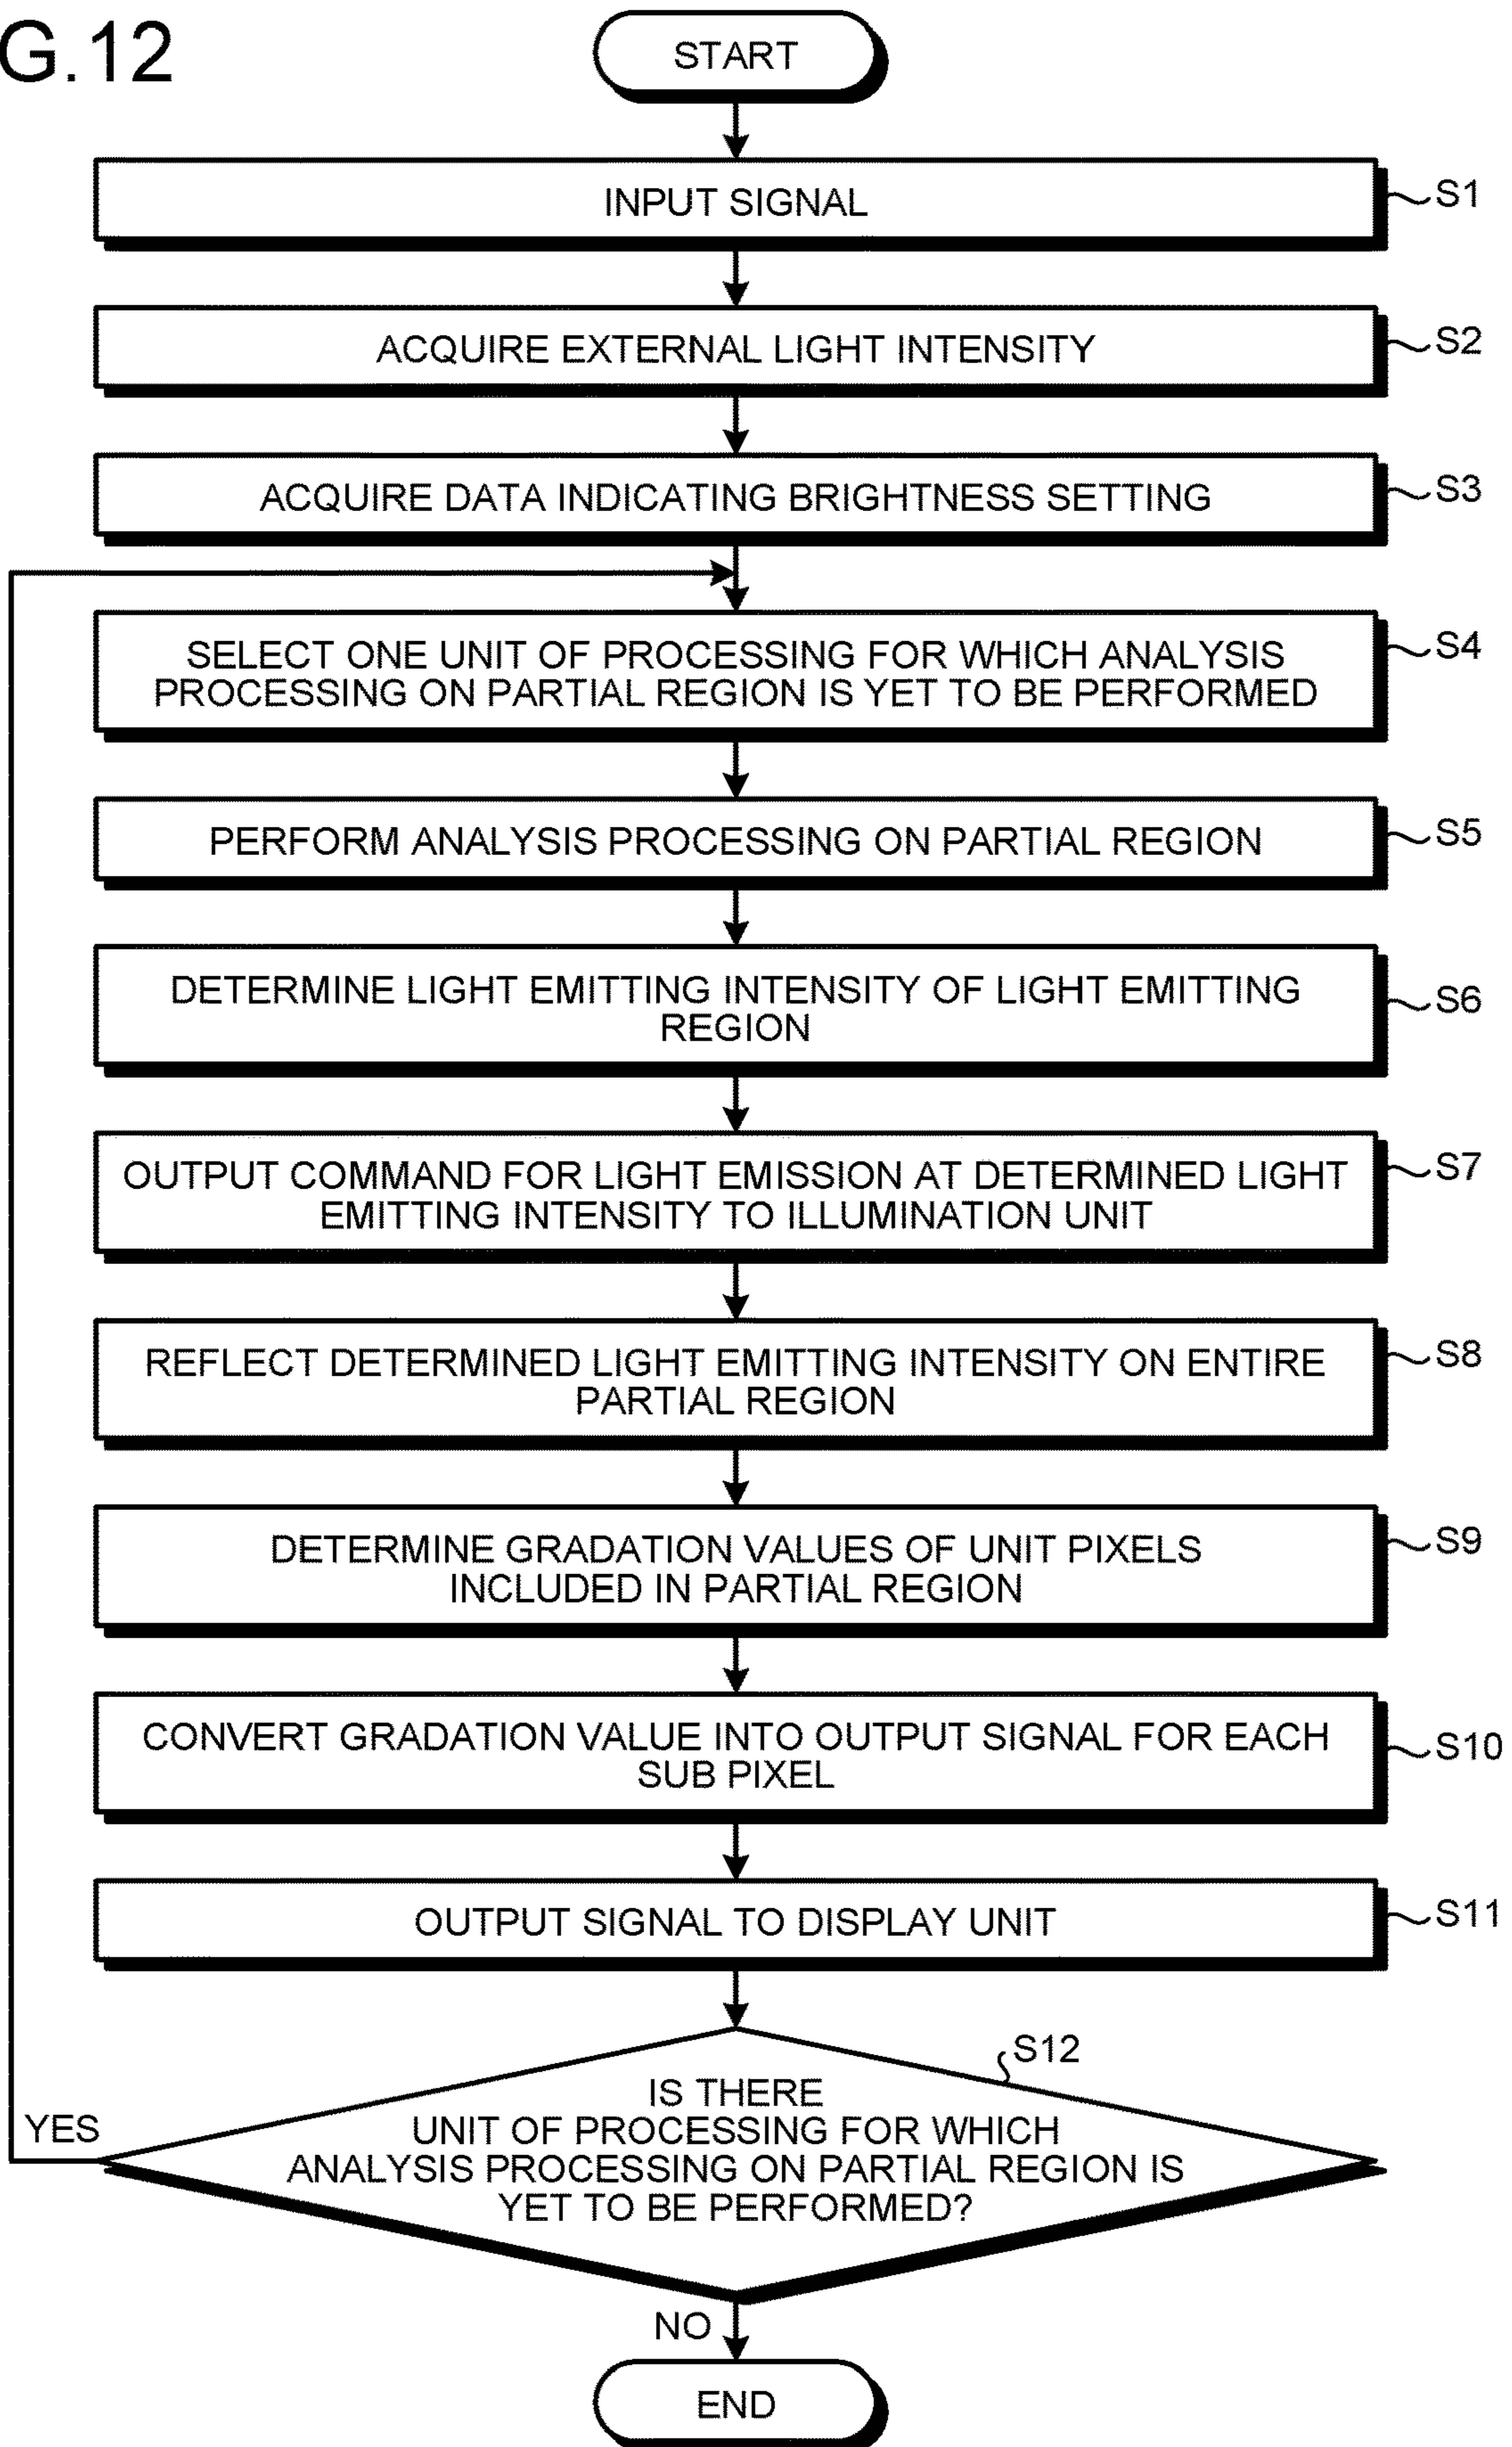 G.12
START
INPUT SIGNAL
S1
ACQUIRE EXTERNAL LIGHT INTENSITY
S2
ACQUIRE DATA INDICATING BRIGHTNESS SETTING
S3
SELECT ONE UNIT OF PROCESSING FOR WHICH ANALYSIS
PROCESSING ON PARTIAL REGION IS YET TO BE PERFORMED
S4
PERFORM ANALYSIS PROCESSING ON PARTIAL REGION
S5
DETERMINE LIGHT EMITTING INTENSITY OF LIGHT EMITTING
REGION
S6
OUTPUT COMMAND FOR LIGHT EMISSION AT DETERMINED LIGHT
EMITTING INTENSITY TO ILLUMINATION UNIT
S7
REFLECT DETERMINED LIGHT EMITTING INTENSITY ON ENTIRE
PARTIAL REGION
S8
DETERMINE GRADATION VALUES OF UNIT PIXELS
INCLUDED IN PARTIAL REGION
S9
CONVERT GRADATION VALUE INTO OUTPUT SIGNAL FOR EACH
SUB PIXEL
S10
OUTPUT SIGNAL TO DISPLAY UNIT
S11
S12
IS THERE
UNIT OF PROCESSING FOR WHICH
ANALYSIS PROCESSING ON PARTIAL REGION IS
YET TO BE PERFORMED?
YES
NO
END